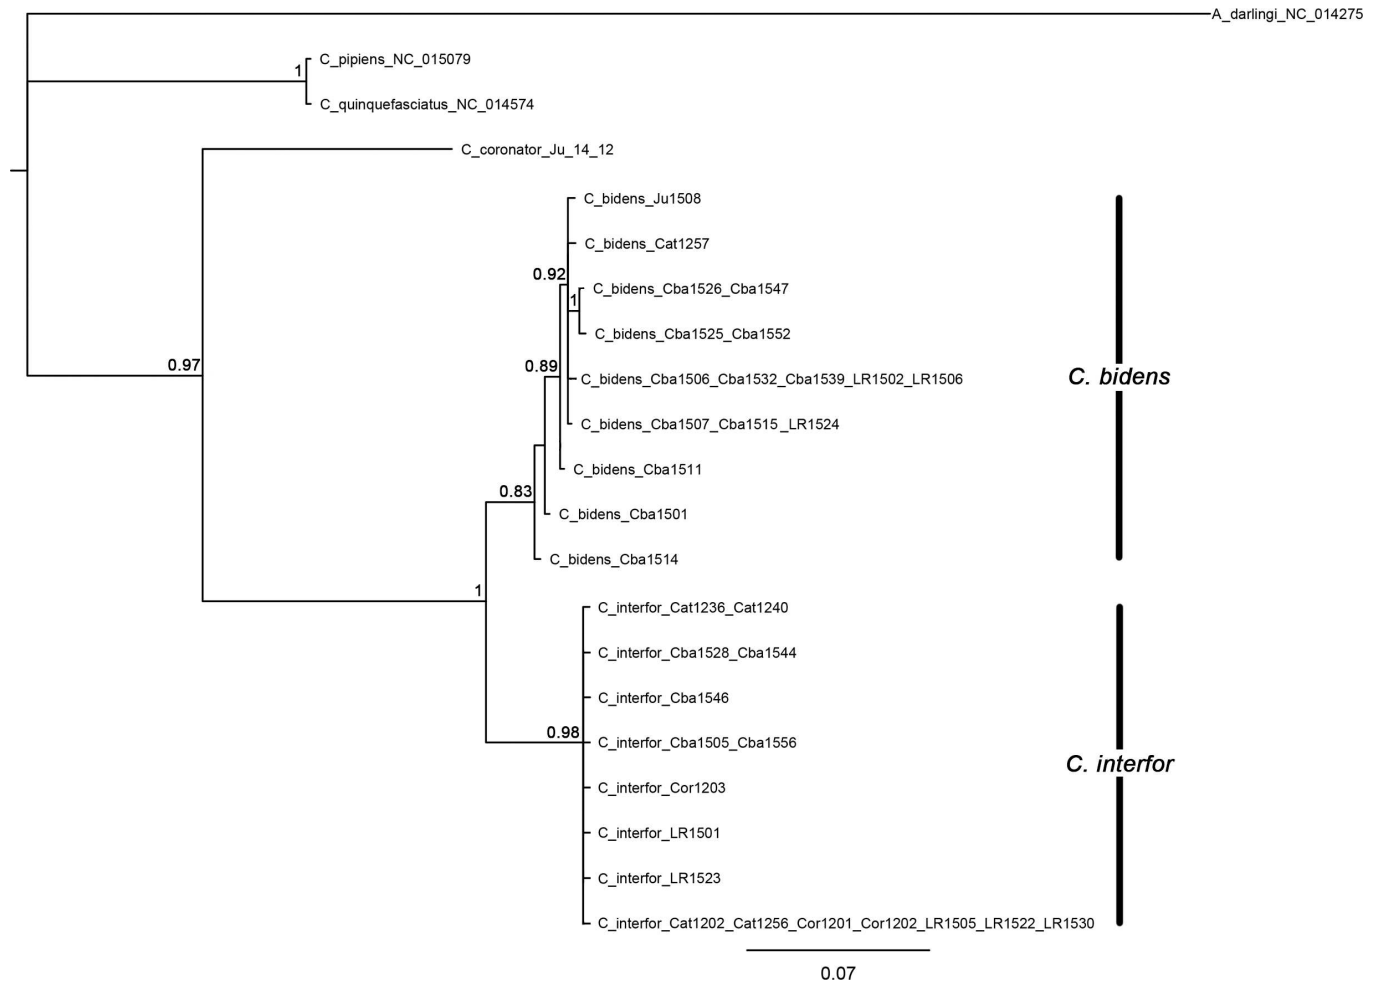 A_darlingi_NC_014275
C_pipiens_NC_015079
1
C_quinquefasciatus_NC_014574
C_coronator_Ju_14_12
C_bidens_Ju1508
C_bidens_Cat1257
0.92
C_bidens_Cba1526_Cba1547
1
C_bidens_Cba1525_Cba1552
0.97
0.89
C_bidens_Cba1506_Cba1532_Cba1539_LR1502_LR1506
C. bidens
C_bidens_Cba1507_Cba1515_LR1524
C_bidens_Cba1511
0.83
C_bidens_Cba1501
C_bidens_Cba1514
1
C_interfor_Cat1236_Cat1240
C_interfor_Cba1528_Cba1544
C_interfor_Cba1546
0.98
C_interfor_Cba1505_Cba1556
C. interfor
C_interfor_Cor1203
C_interfor_LR1501
C_interfor_LR1523
C_interfor_Cat1202_Cat1256_Cor1201_Cor1202_LR1505_LR1522_LR1530
0.07